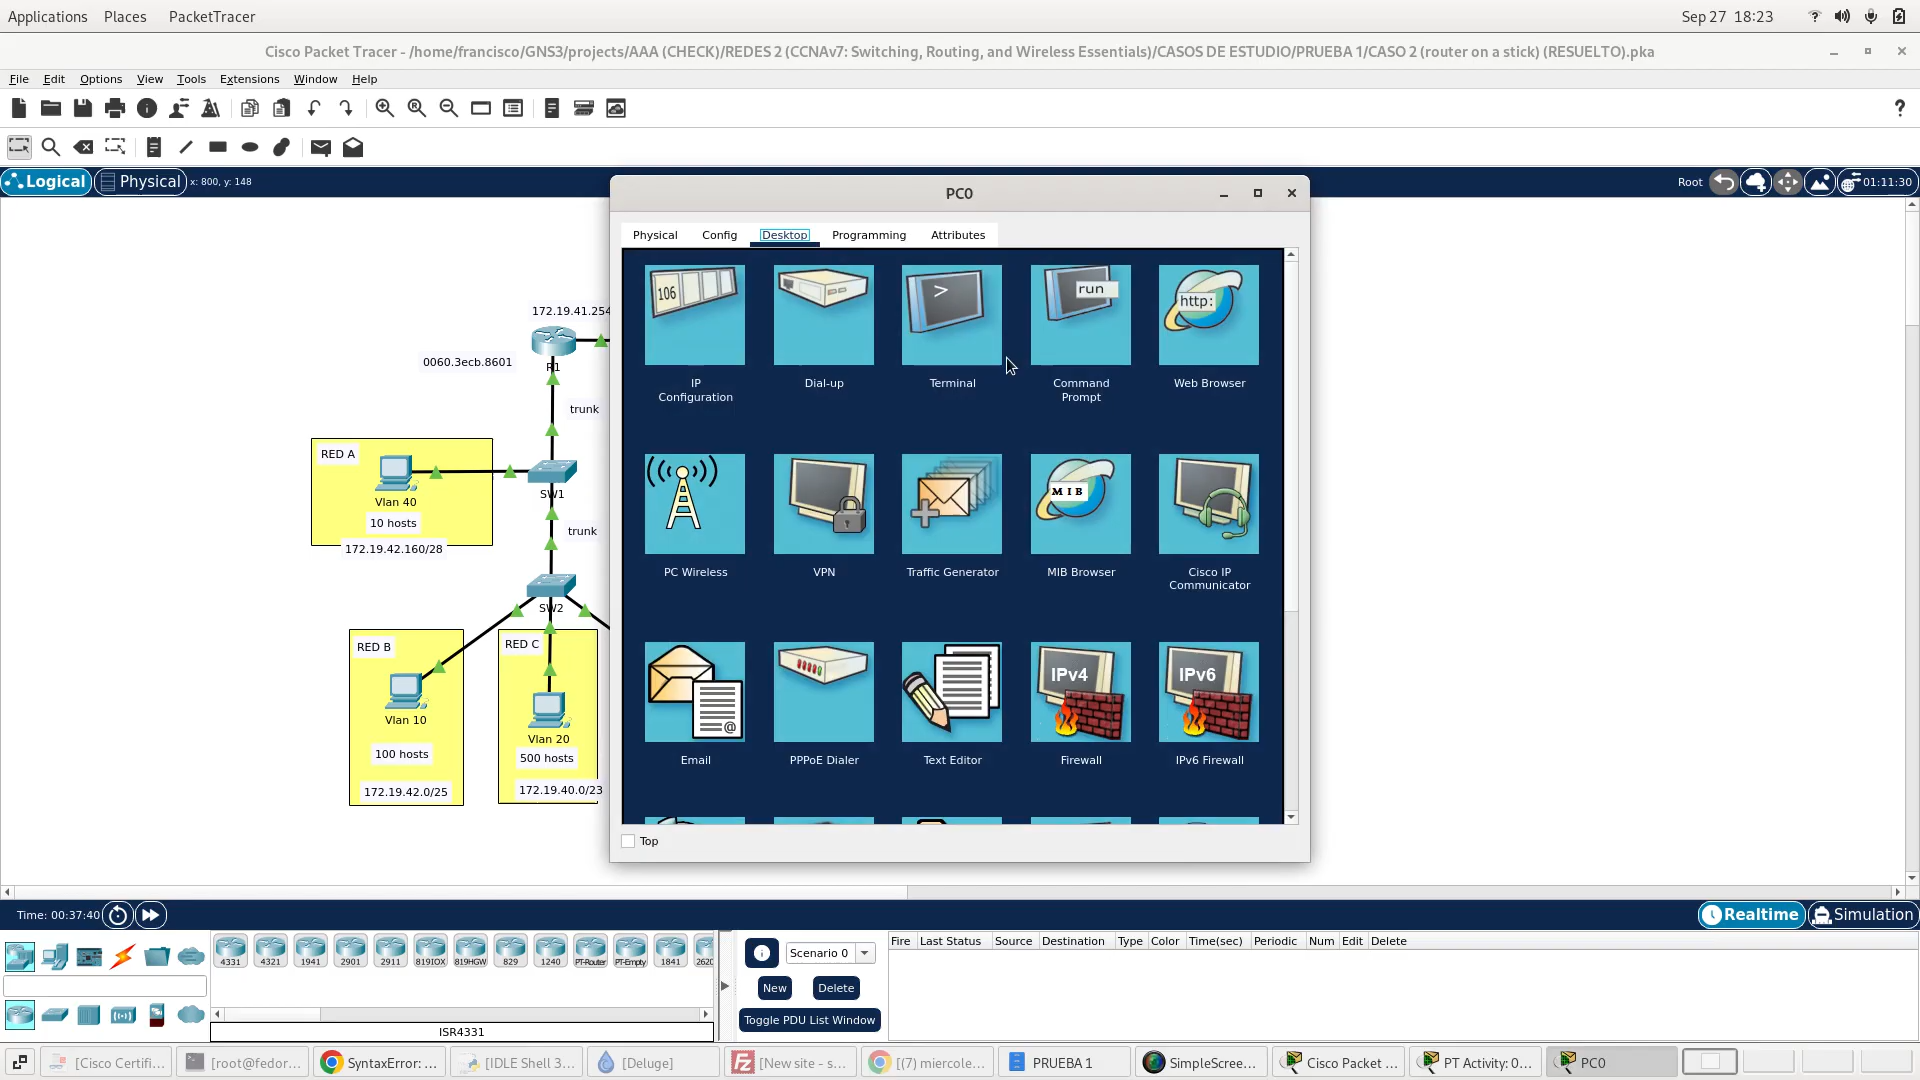 Applications Places PacketTracer Sep 27 18:23
Cisco Packet Tracer - /home/francisco/GNS3/projects/AAA (CHECK)/REDES 2 (CCNAv7: Switching, Routing, and Wireless Essentials)/CASOS DE ESTUDIO/PRUEBA 1/CASO 2 (router on a stick) (RESUELTO).pka
File Edit Options View Tools Extensions Window Help
Logical Physical x: 800, y: 148 Root 01:11:30
PC0
Physical Config Desktop Programming Attributes
106
>
run
http:
IP
Configuration
Dial-up
Terminal
Command
Prompt
Web Browser
MIB
PC Wireless
VPN
Traffic Generator
MIB Browser
Cisco IP
Communicator
@
IPv4
IPv6
Email
PPPoE Dialer
Text Editor
Firewall
IPv6 Firewall
Top
172.19.41.254
0060.3ecb.8601
R1
trunk
RED A
Vlan 40
10 hosts
172.19.42.160/28
SW1
trunk
SW2
RED B
Vlan 10
100 hosts
172.19.42.0/25
RED C
Vlan 20
500 hosts
172.19.40.0/23
Time: 00:37:40 Realtime Simulation
4331 4321 1941 2901 2911 819IOX 819HGW 829 1240 PT-Router PT-Empty 1841 2620
ISR4331
Scenario 0
New Delete
Toggle PDU List Window
Fire Last Status Source Destination Type Color Time(sec) Periodic Num Edit Delete
[Cisco Certifi... [root@fedor... SyntaxError: ... [IDLE Shell 3... [Deluge] [New site - s... [(7) miercole... PRUEBA 1 SimpleScree... Cisco Packet ... PT Activity: 0... PC0